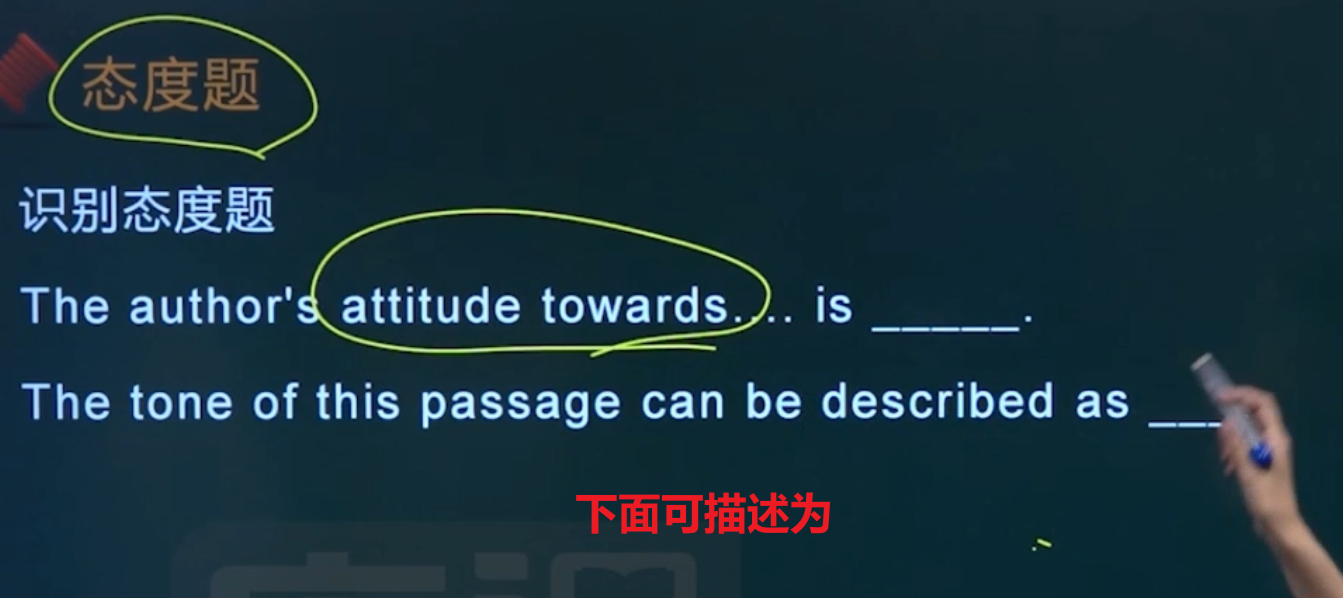 态度题
识别态度题
The author's attitude towards.... is _____.
The tone of this passage can be described as ___
下面可描述为